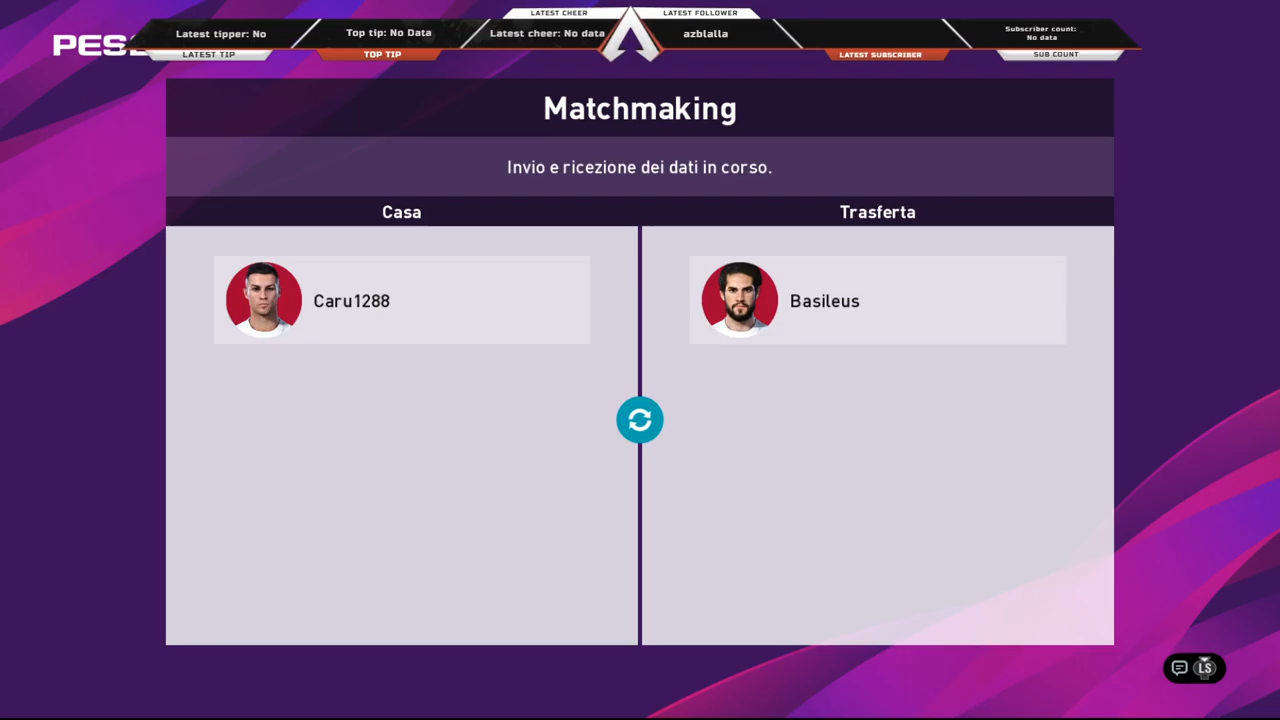 LATEST CHEER
LATEST FOLLOWER
Latest tipper: No
Top tip: No Data
Latest cheer: No data
azblalla
Subscriber count:
No data
PES
LATEST TIP
TOP TIP
LATEST SUBSCRIBER
SUB COUNT
Matchmaking
Invio e ricezione dei dati in corso.
Casa
Trasferta
Caru1288
Basileus
LS